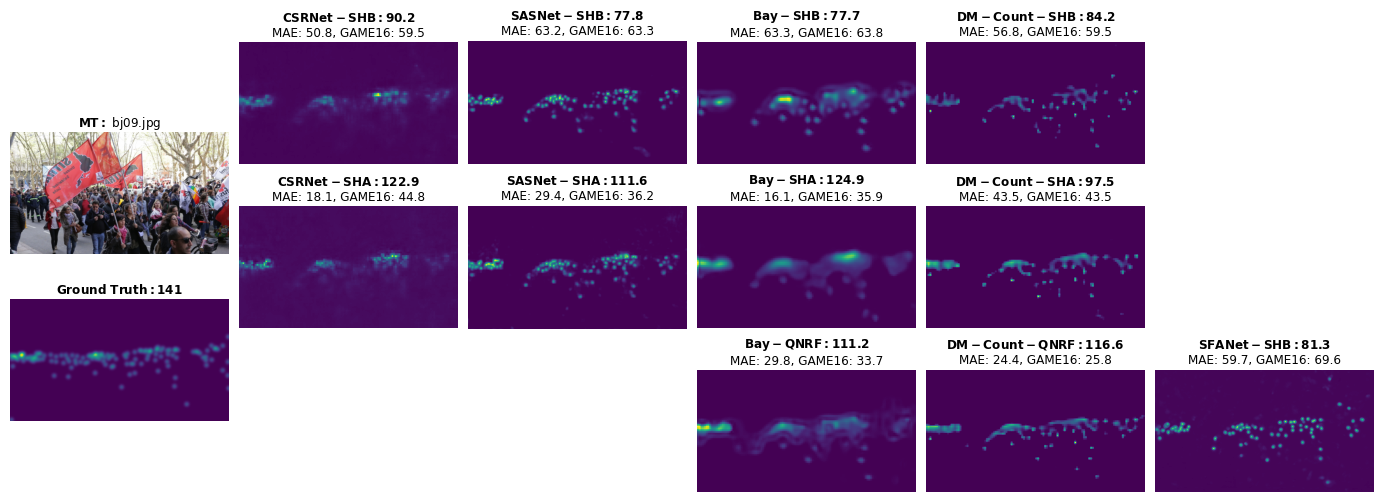 CSRNet−SHB: 90.2
MAE: 50.8, GAME16: 59.5
SASNet−SHB: 77.8
MAE: 63.2, GAME16: 63.3
Bay−SHB: 77.7
MAE: 63.3, GAME16: 63.8
DM−Count−SHB: 84.2
MAE: 56.8, GAME16: 59.5
MT: bj09.jpg
CSRNet−SHA: 122.9
MAE: 18.1, GAME16: 44.8
SASNet−SHA: 111.6
MAE: 29.4, GAME16: 36.2
Bay−SHA: 124.9
MAE: 16.1, GAME16: 35.9
DM−Count−SHA: 97.5
MAE: 43.5, GAME16: 43.5
Ground Truth: 141
Bay−QNRF: 111.2
MAE: 29.8, GAME16: 33.7
DM−Count−QNRF: 116.6
MAE: 24.4, GAME16: 25.8
SFANet−SHB: 81.3
MAE: 59.7, GAME16: 69.6